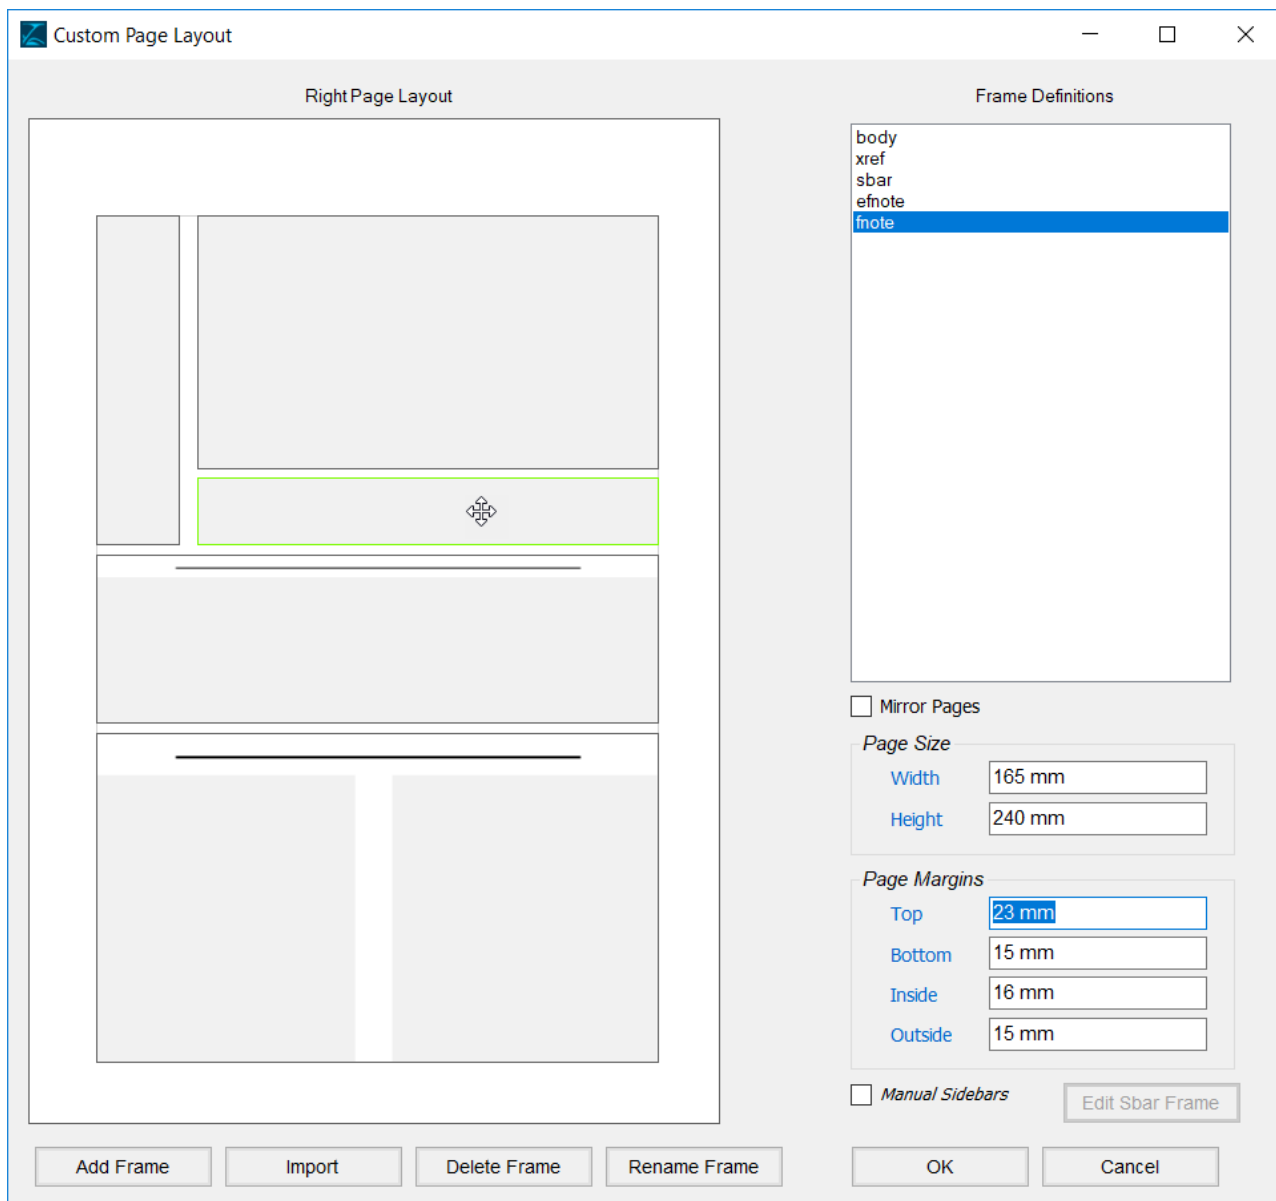 Custom Page Layout
Right Page Layout
Frame Definitions
body
xref
sbar
efnote
fnote
Mirror Pages
Page Size
Width 165 mm
Height 240 mm
Page Margins
Top 23 mm
Bottom 15 mm
Inside 16 mm
Outside 15 mm
Manual Sidebars Edit Sbar Frame
Add Frame Import Delete Frame Rename Frame OK Cancel